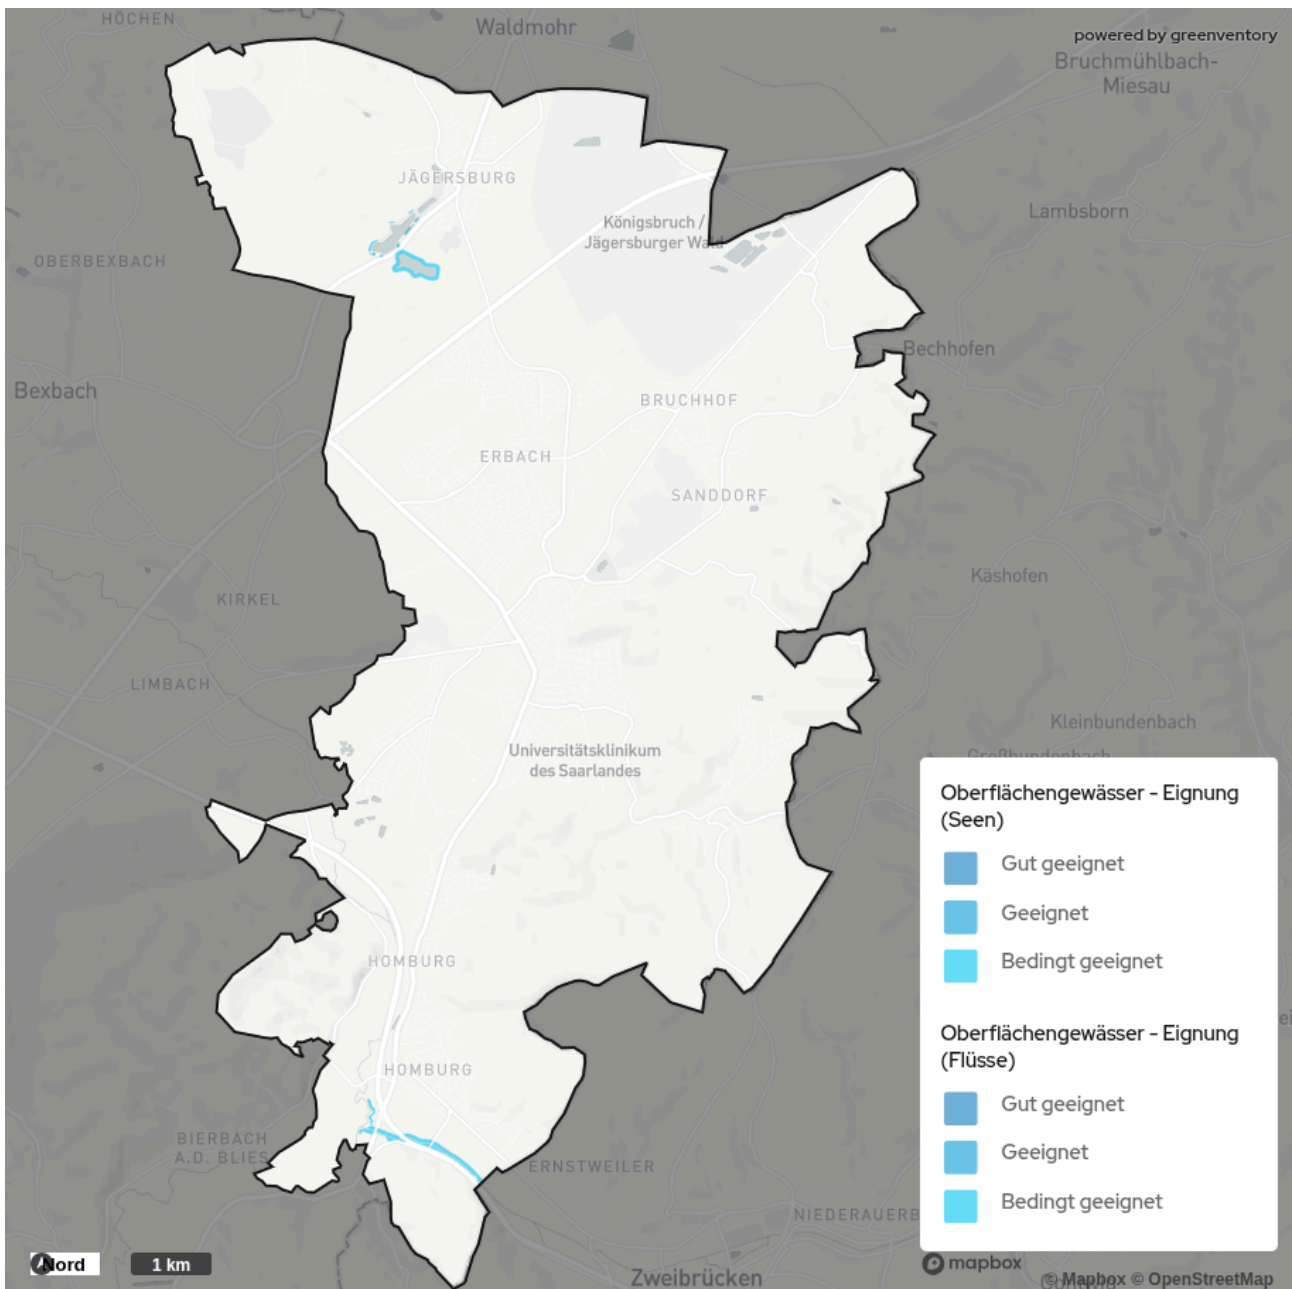 HÖCHEN
Waldmohr
powered by greenventory
Bruchmühlbach-
Miesau
JÄGERSBURG
Lambsborn
Königsbruch /
Jägersburger Wald
OBERBEXBACH
Bechhofen
Bexbach
BRUCHHOF
ERBACH
SANDDORF
Käshofen
KIRKEL
LIMBACH
Kleinbundenbach
Universitätsklinikum
des Saarlandes
Großbundenbach
Oberflächengewässer - Eignung
(Seen)
Gut geeignet
Geeignet
Bedingt geeignet
Oberflächengewässer - Eignung
(Flüsse)
Gut geeignet
Geeignet
Bedingt geeignet
HOMBURG
HOMBURG
BIERBACH
A.D. BLIES
ERNSTWEILER
NIEDERAUERB
Nord
1 km
Zweibrücken
mapbox
© Mapbox © OpenStreetMap